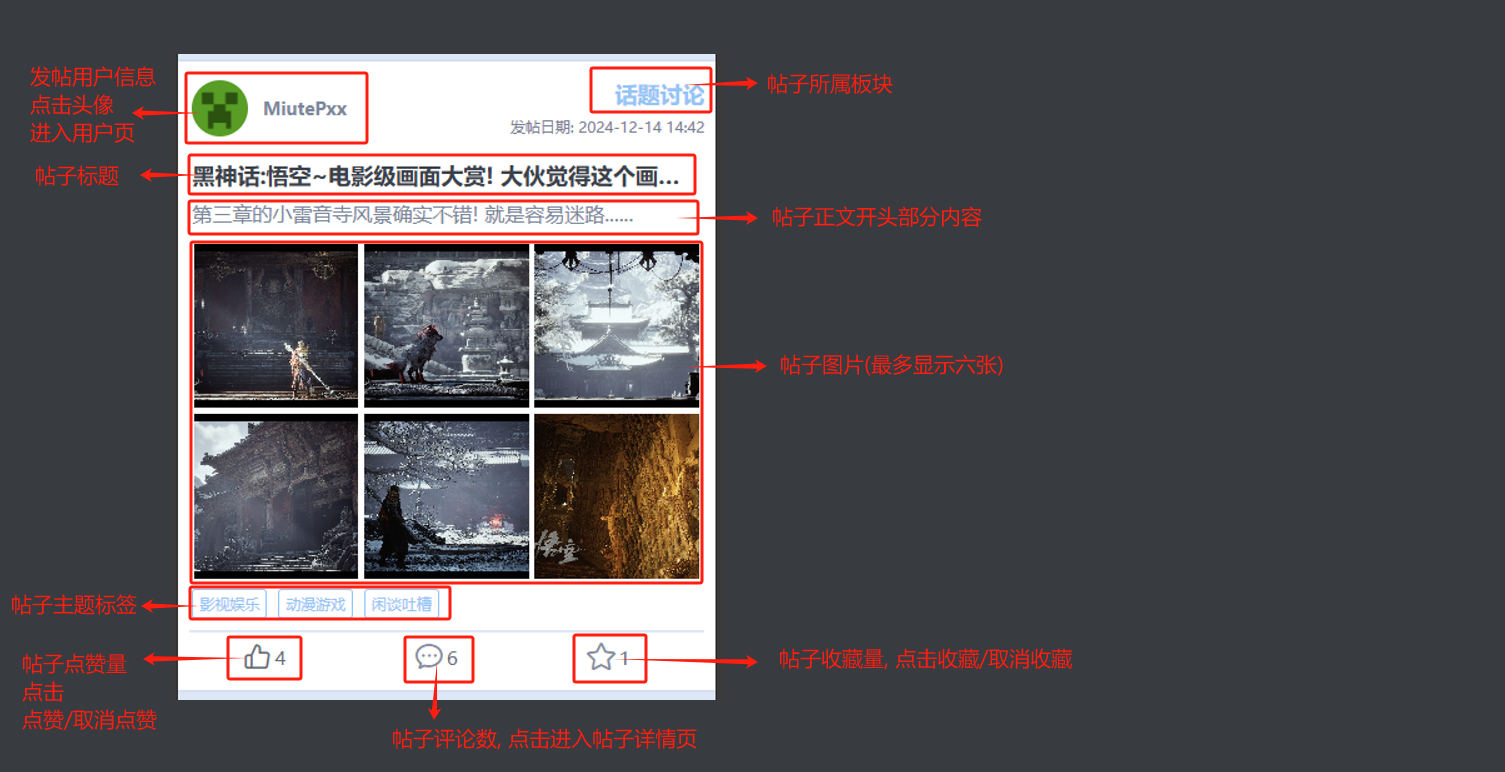 发帖用户信息
点击头像
进入用户页
MiutePxx
话题讨论
帖子所属板块
发帖日期: 2024-12-14 14:42
帖子标题
黑神话:悟空~电影级画面大赏! 大伙觉得这个画...
第三章的小雷音寺风景确实不错! 就是容易迷路......
帖子正文开头部分内容
帖子图片(最多显示六张)
悟空
帖子主题标签
影视娱乐 动漫游戏 闲谈吐槽
帖子点赞量
点击
点赞/取消点赞
4
6
1
帖子收藏量, 点击收藏/取消收藏
帖子评论数, 点击进入帖子详情页